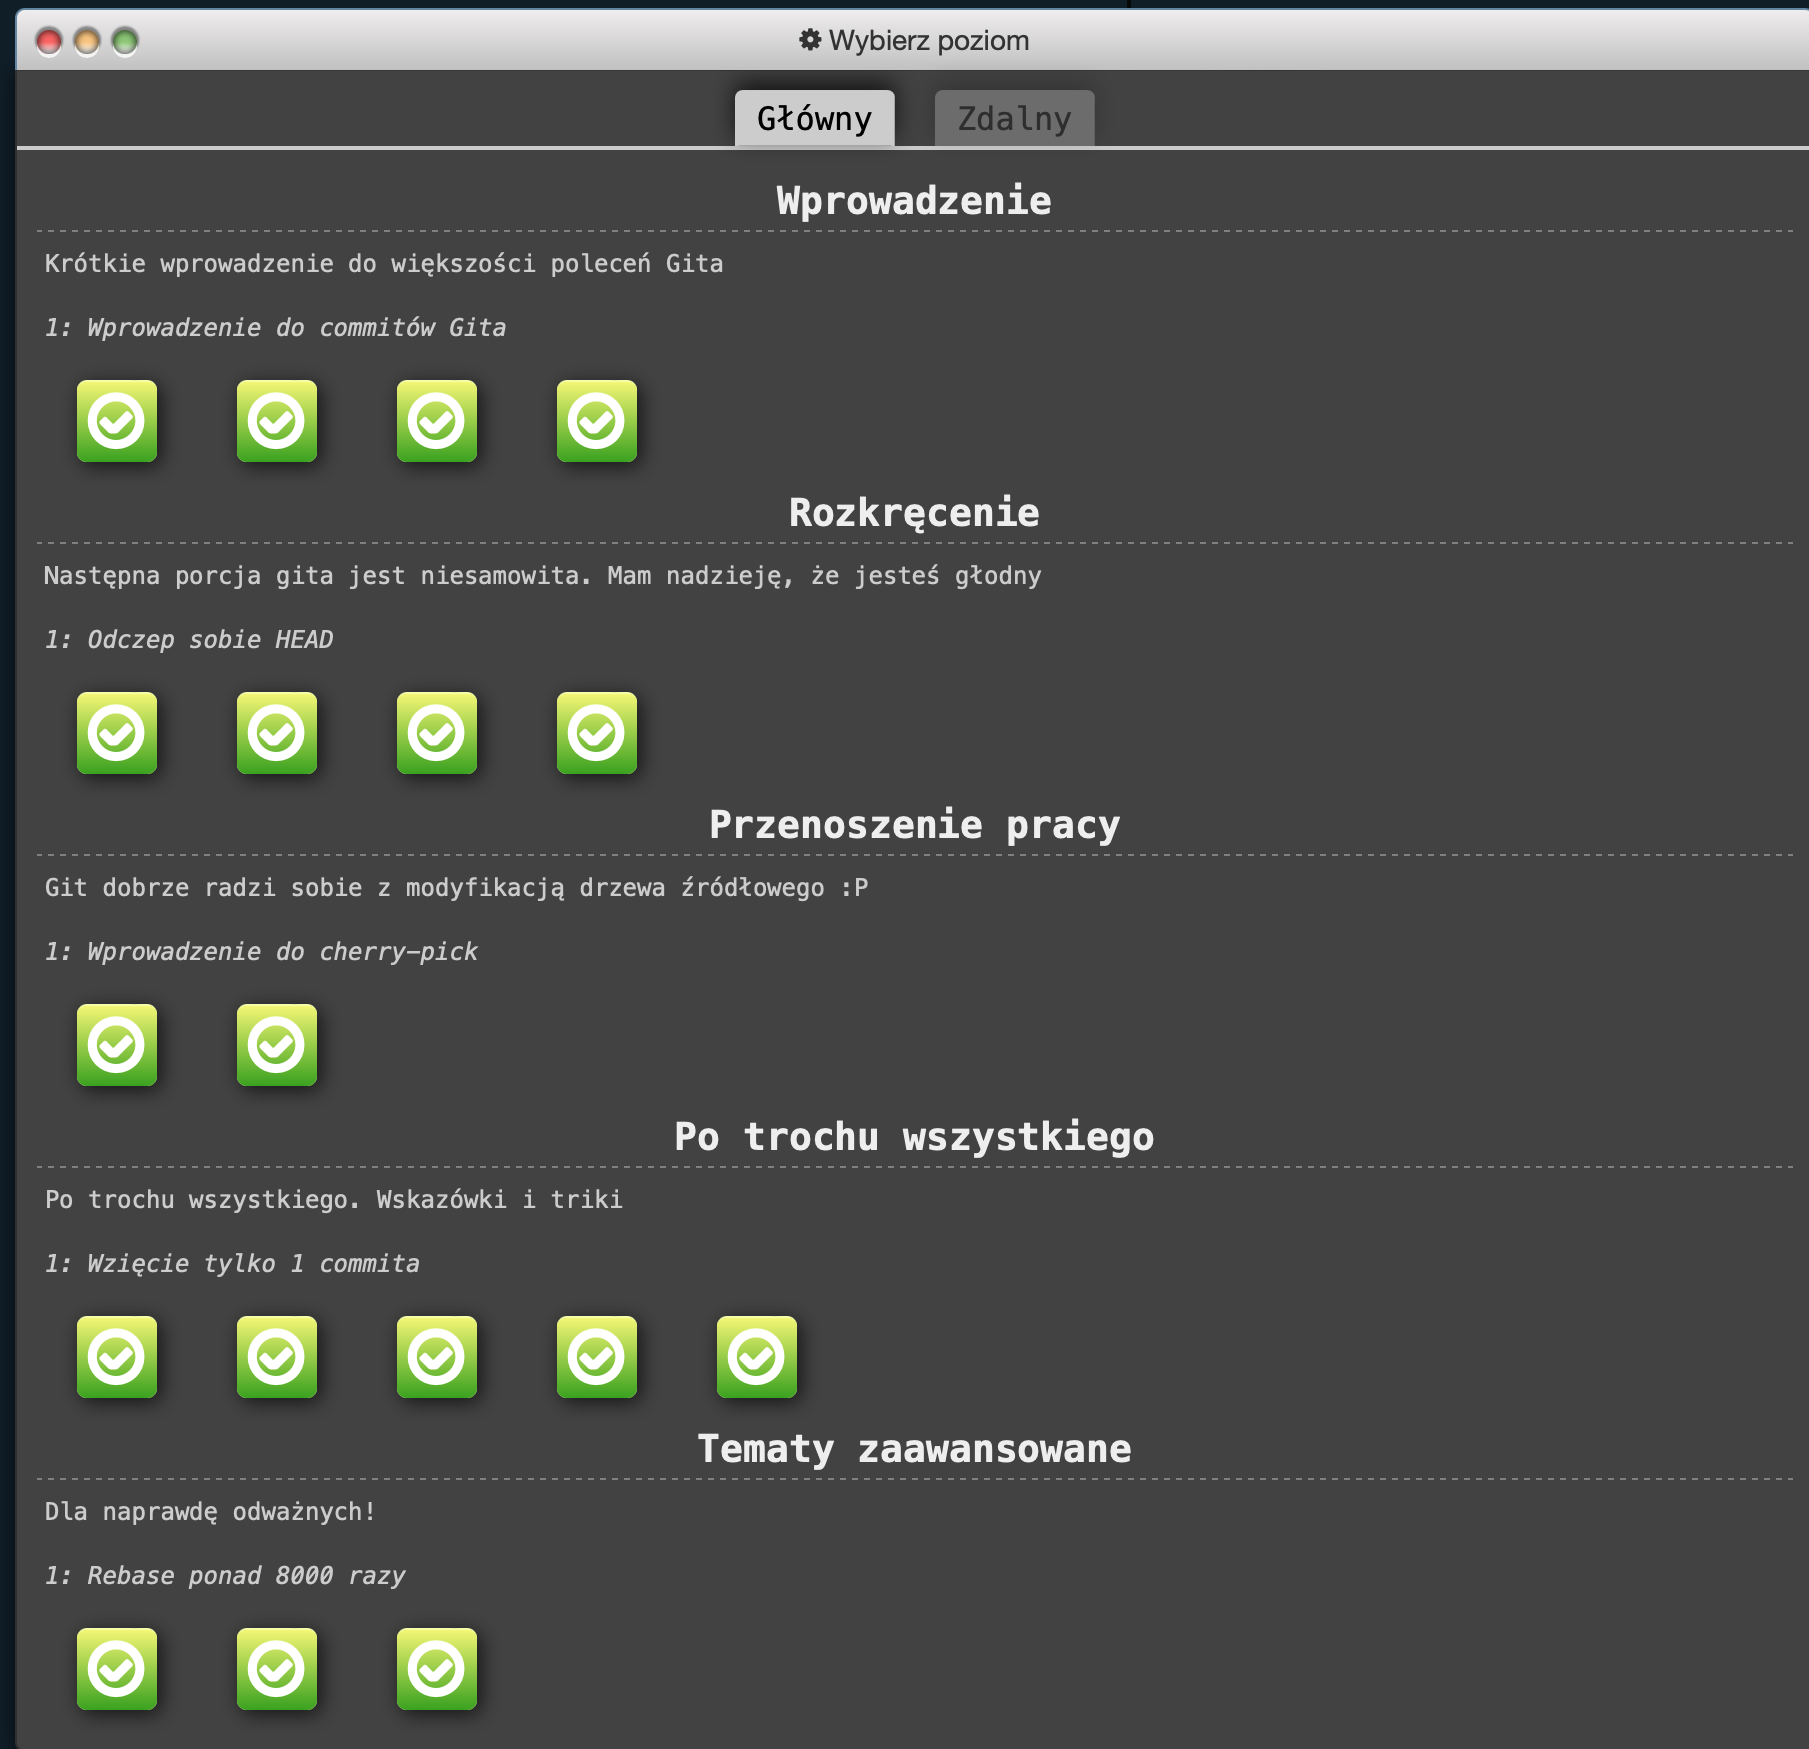 Wybierz poziom
Główny Zdalny
Wprowadzenie
Krótkie wprowadzenie do większości poleceń Gita
1: Wprowadzenie do commitów Gita
Rozkręcenie
Następna porcja gita jest niesamowita. Mam nadzieję, że jesteś głodny
1: Odczep sobie HEAD
Przenoszenie pracy
Git dobrze radzi sobie z modyfikacją drzewa źródłowego :P
1: Wprowadzenie do cherry-pick
Po trochu wszystkiego
Po trochu wszystkiego. Wskazówki i triki
1: Wzięcie tylko 1 commita
Tematy zaawansowane
Dla naprawdę odważnych!
1: Rebase ponad 8000 razy